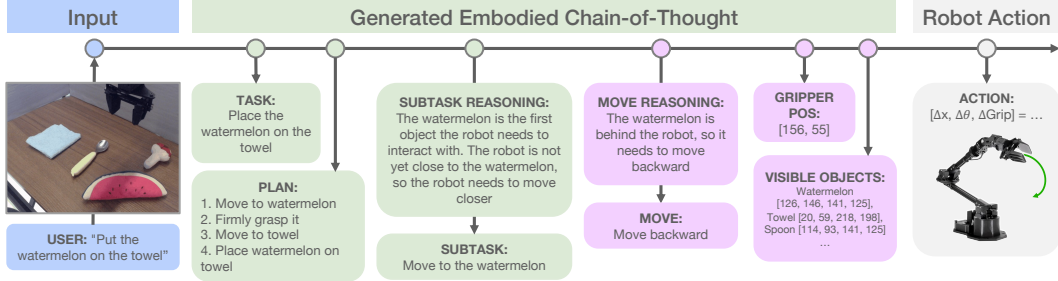 Input
Generated Embodied Chain-of-Thought
Robot Action
USER: “Put the
watermelon on the towel”
TASK:
Place the
watermelon on the
towel
PLAN:
1. Move to watermelon
2. Firmly grasp it
3. Move to towel
4. Place watermelon on
towel
SUBTASK REASONING:
The watermelon is the first
object the robot needs to
interact with. The robot is not
yet close to the watermelon,
so the robot needs to move
closer
SUBTASK:
Move to the watermelon
MOVE REASONING:
The watermelon is
behind the robot, so it
needs to move
backward
MOVE:
Move backward
GRIPPER
POS:
[156, 55]
VISIBLE OBJECTS:
Watermelon
[126, 146, 141, 125],
Towel [20, 59, 218, 198],
Spoon [114, 93, 141, 125]
...
ACTION:
[Δx, Δθ, ΔGrip] = ...